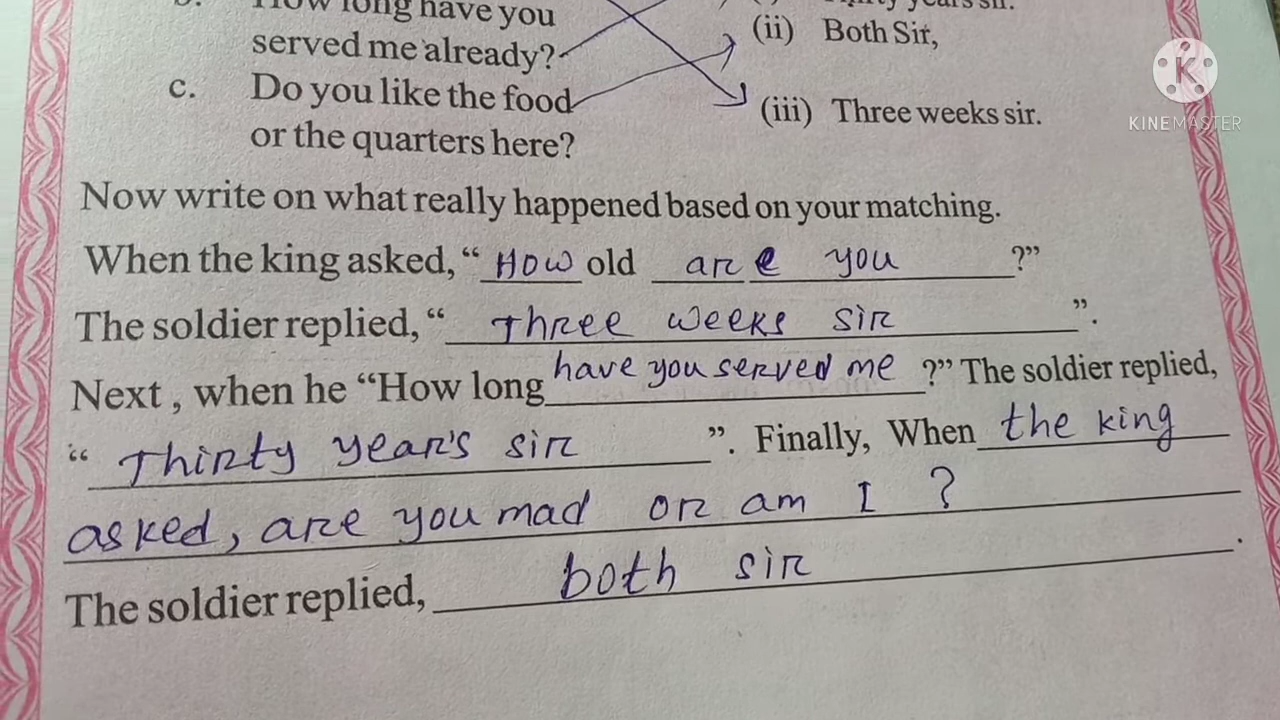 b. How long have you
served me already?
(ii) Both Sir,
c. Do you like the food
or the quarters here?
(iii) Three weeks sir.
KINEMASTER
Now write on what really happened based on your matching.
When the king asked, “ How old are you ?”
The soldier replied, “ Three weeks sir ”.
Next , when he “How long have you served me ?” The soldier replied,
“ Thirty year's sir ”. Finally, When the king
asked, are you mad or am I ?
The soldier replied, both sir .